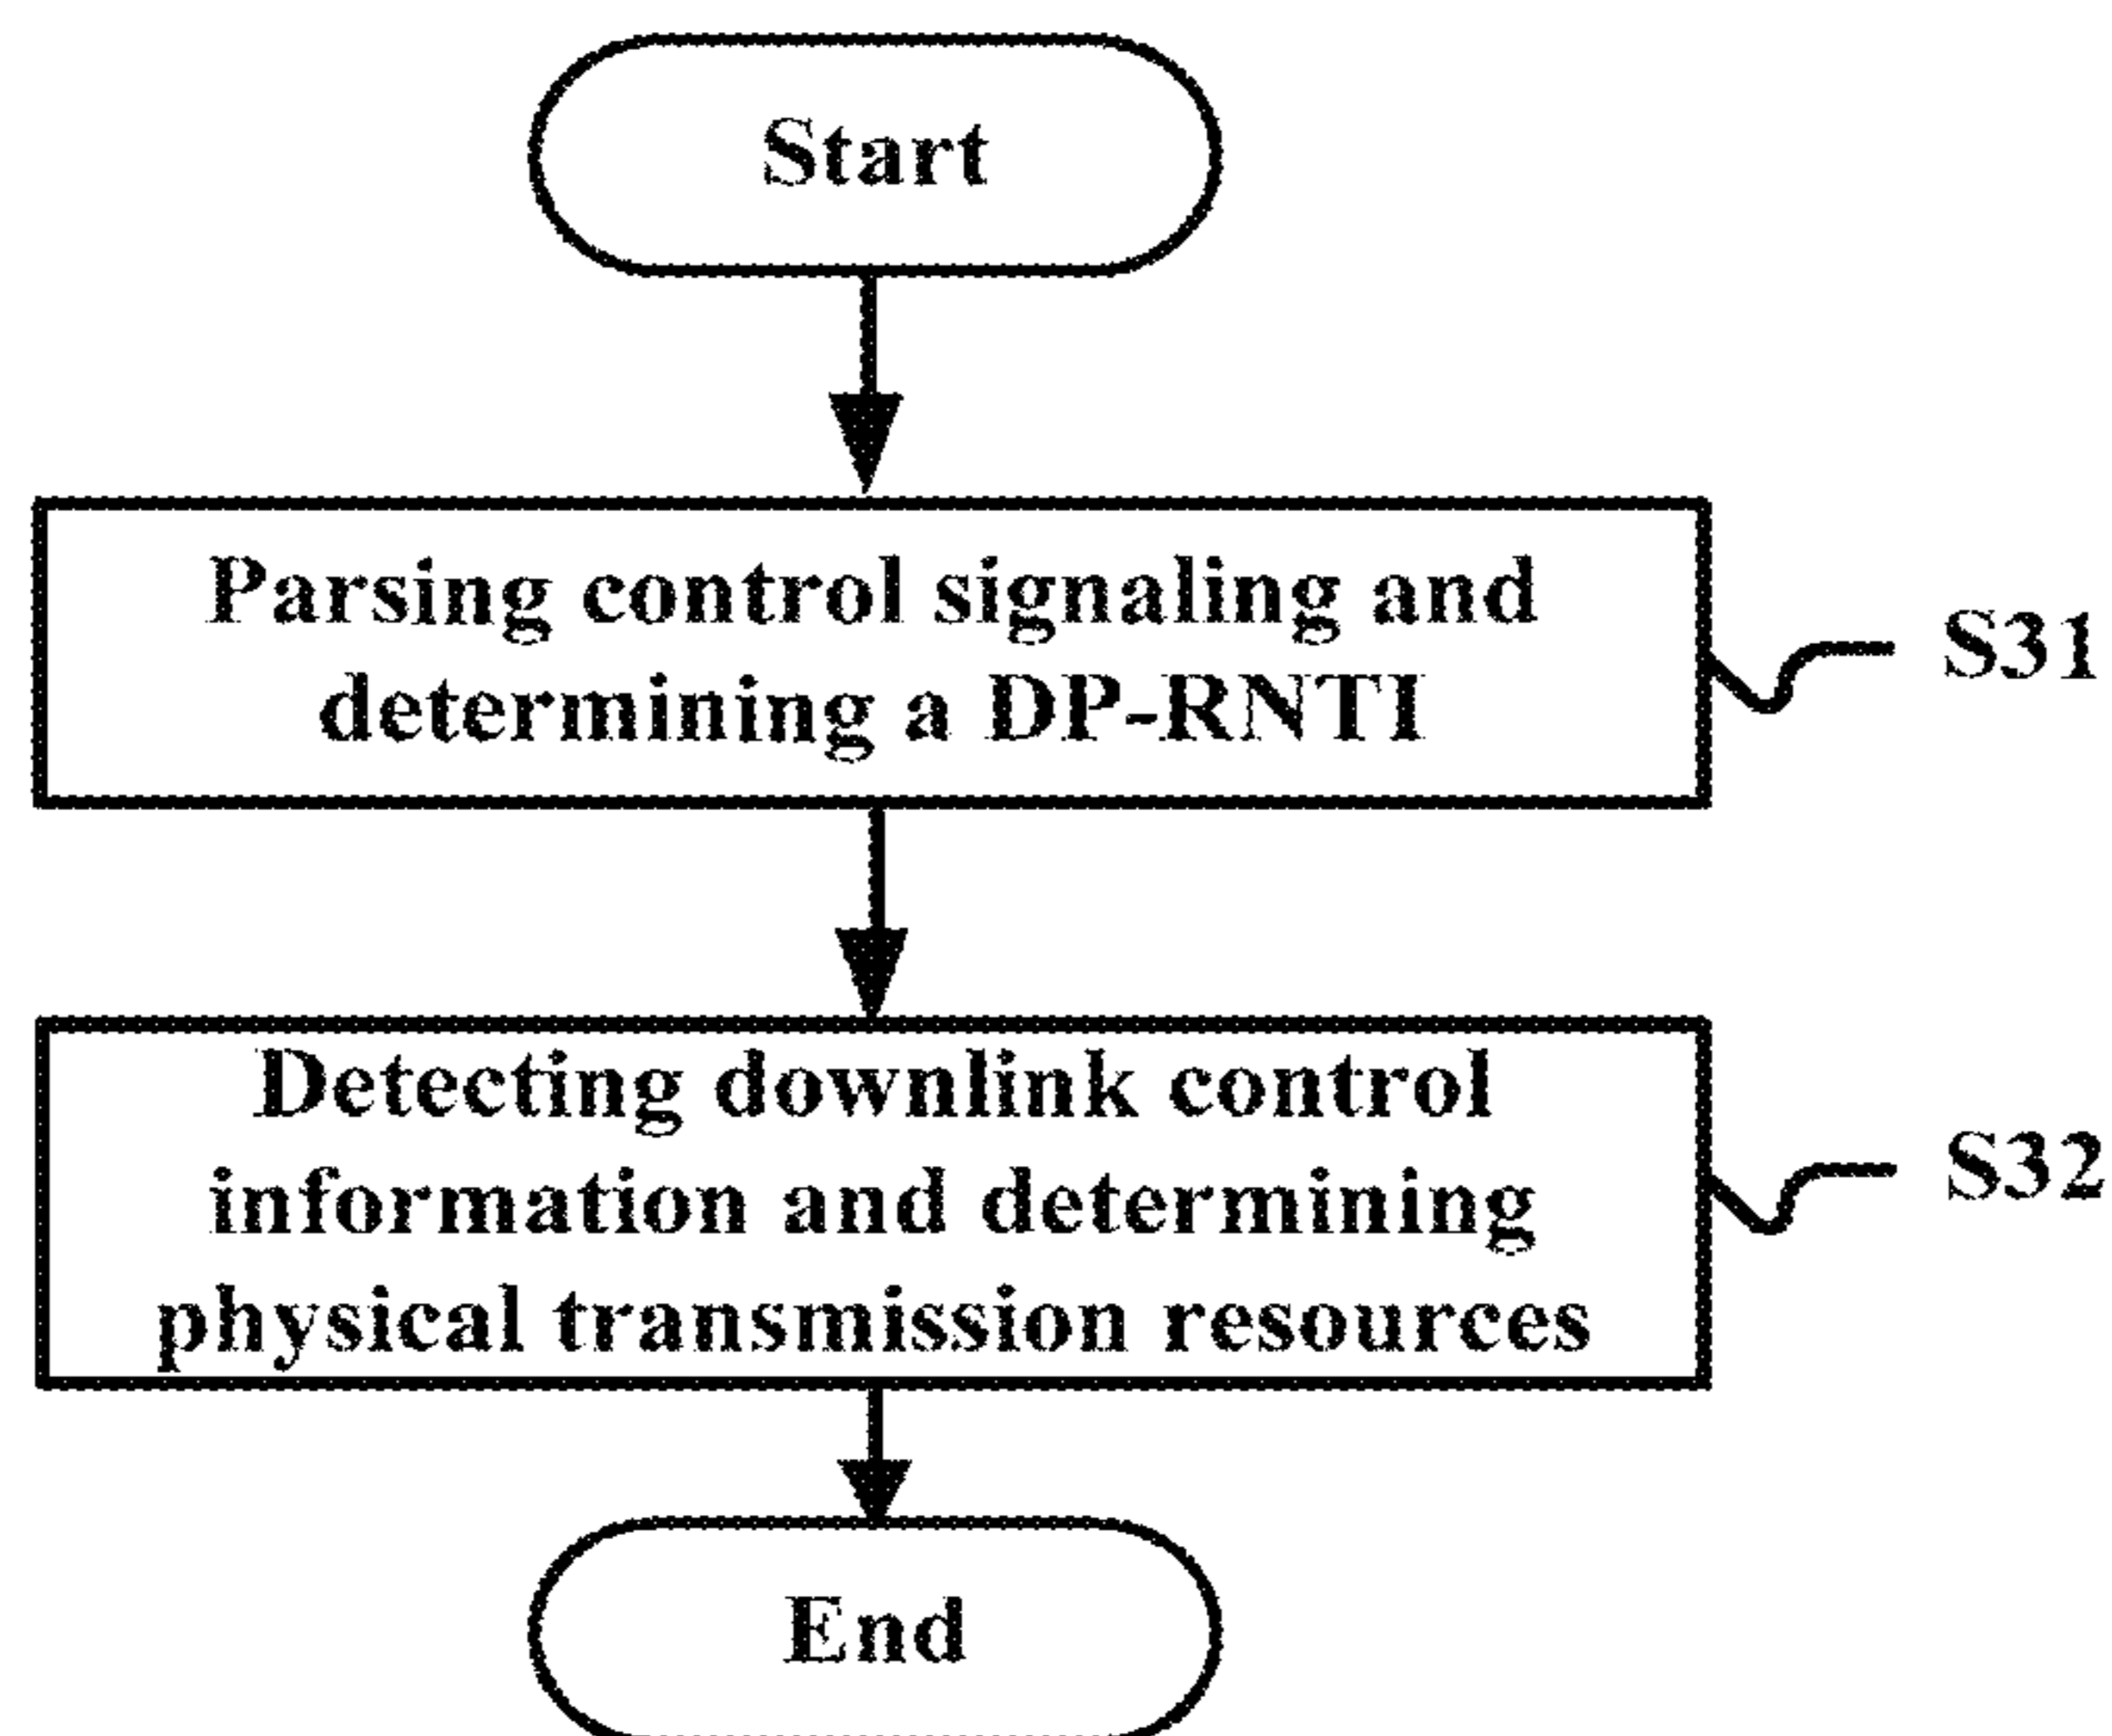 Start
Parsing control signaling and
determining a DP-RNTI
S31
Detecting downlink control
information and determining
physical transmission resources
S32
End